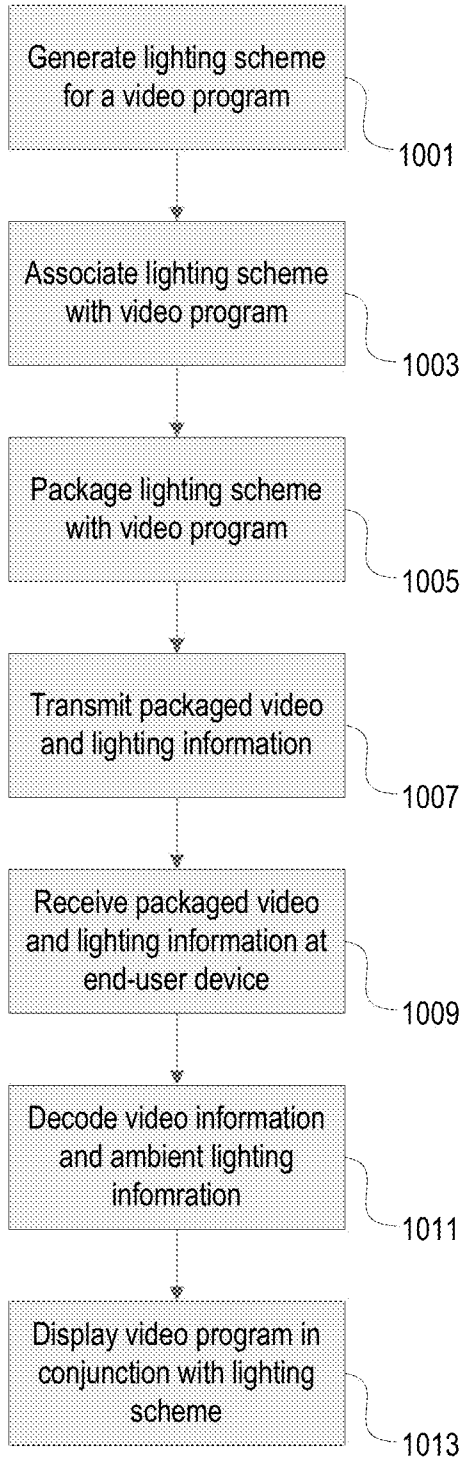 Generate lighting scheme
for a video program
1001
Associate lighting scheme
with video program
1003
Package lighting scheme
with video program
1005
Transmit packaged video
and lighting information
1007
Receive packaged video
and lighting information at
end-user device
1009
Decode video information
and ambient lighting
infomration
1011
Display video program in
conjunction with lighting
scheme
1013